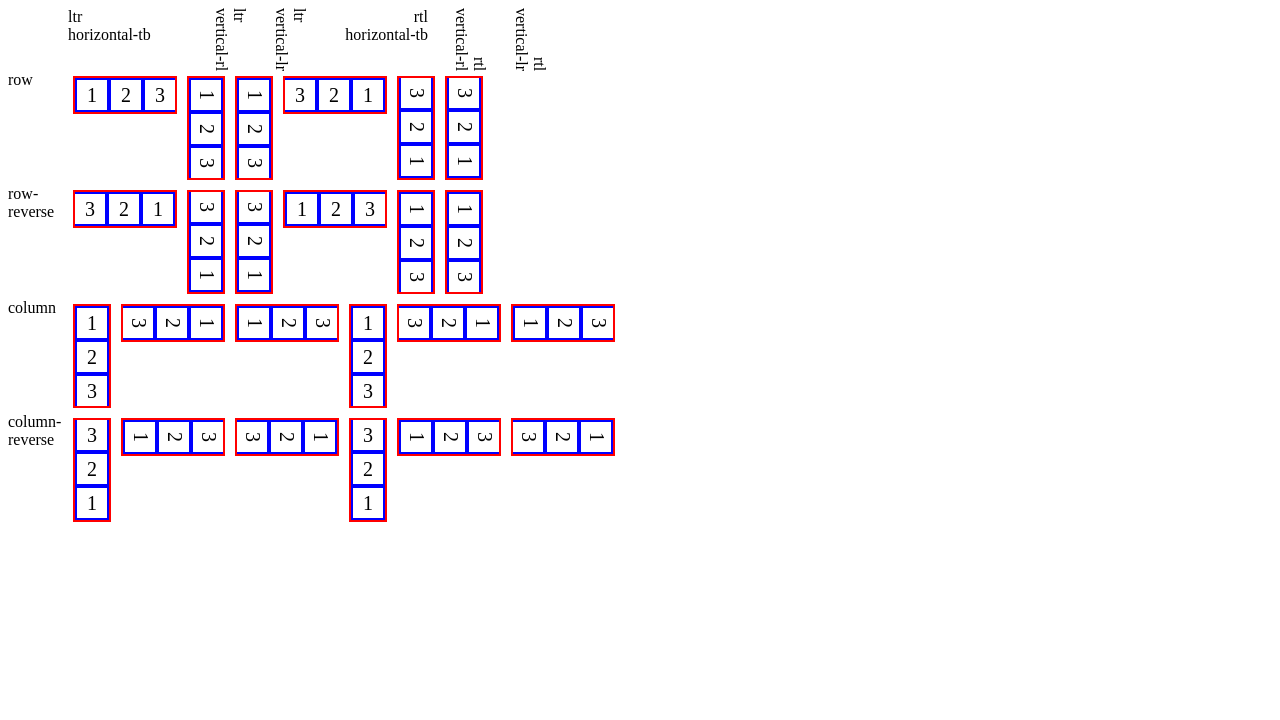 ltr
horizontal-tb
ltr
vertical-rl
ltr
vertical-lr
rtl
horizontal-tb
rtl
vertical-rl
rtl
vertical-lr
row
1 2 3
1 2 3
1 2 3
3 2 1
3 2 1
3 2 1
row-
reverse
3 2 1
3 2 1
3 2 1
1 2 3
1 2 3
1 2 3
column
1
2
3
3 2 1
1 2 3
1
2
3
3 2 1
1 2 3
column-
reverse
3
2
1
1 2 3
3 2 1
3
2
1
1 2 3
3 2 1